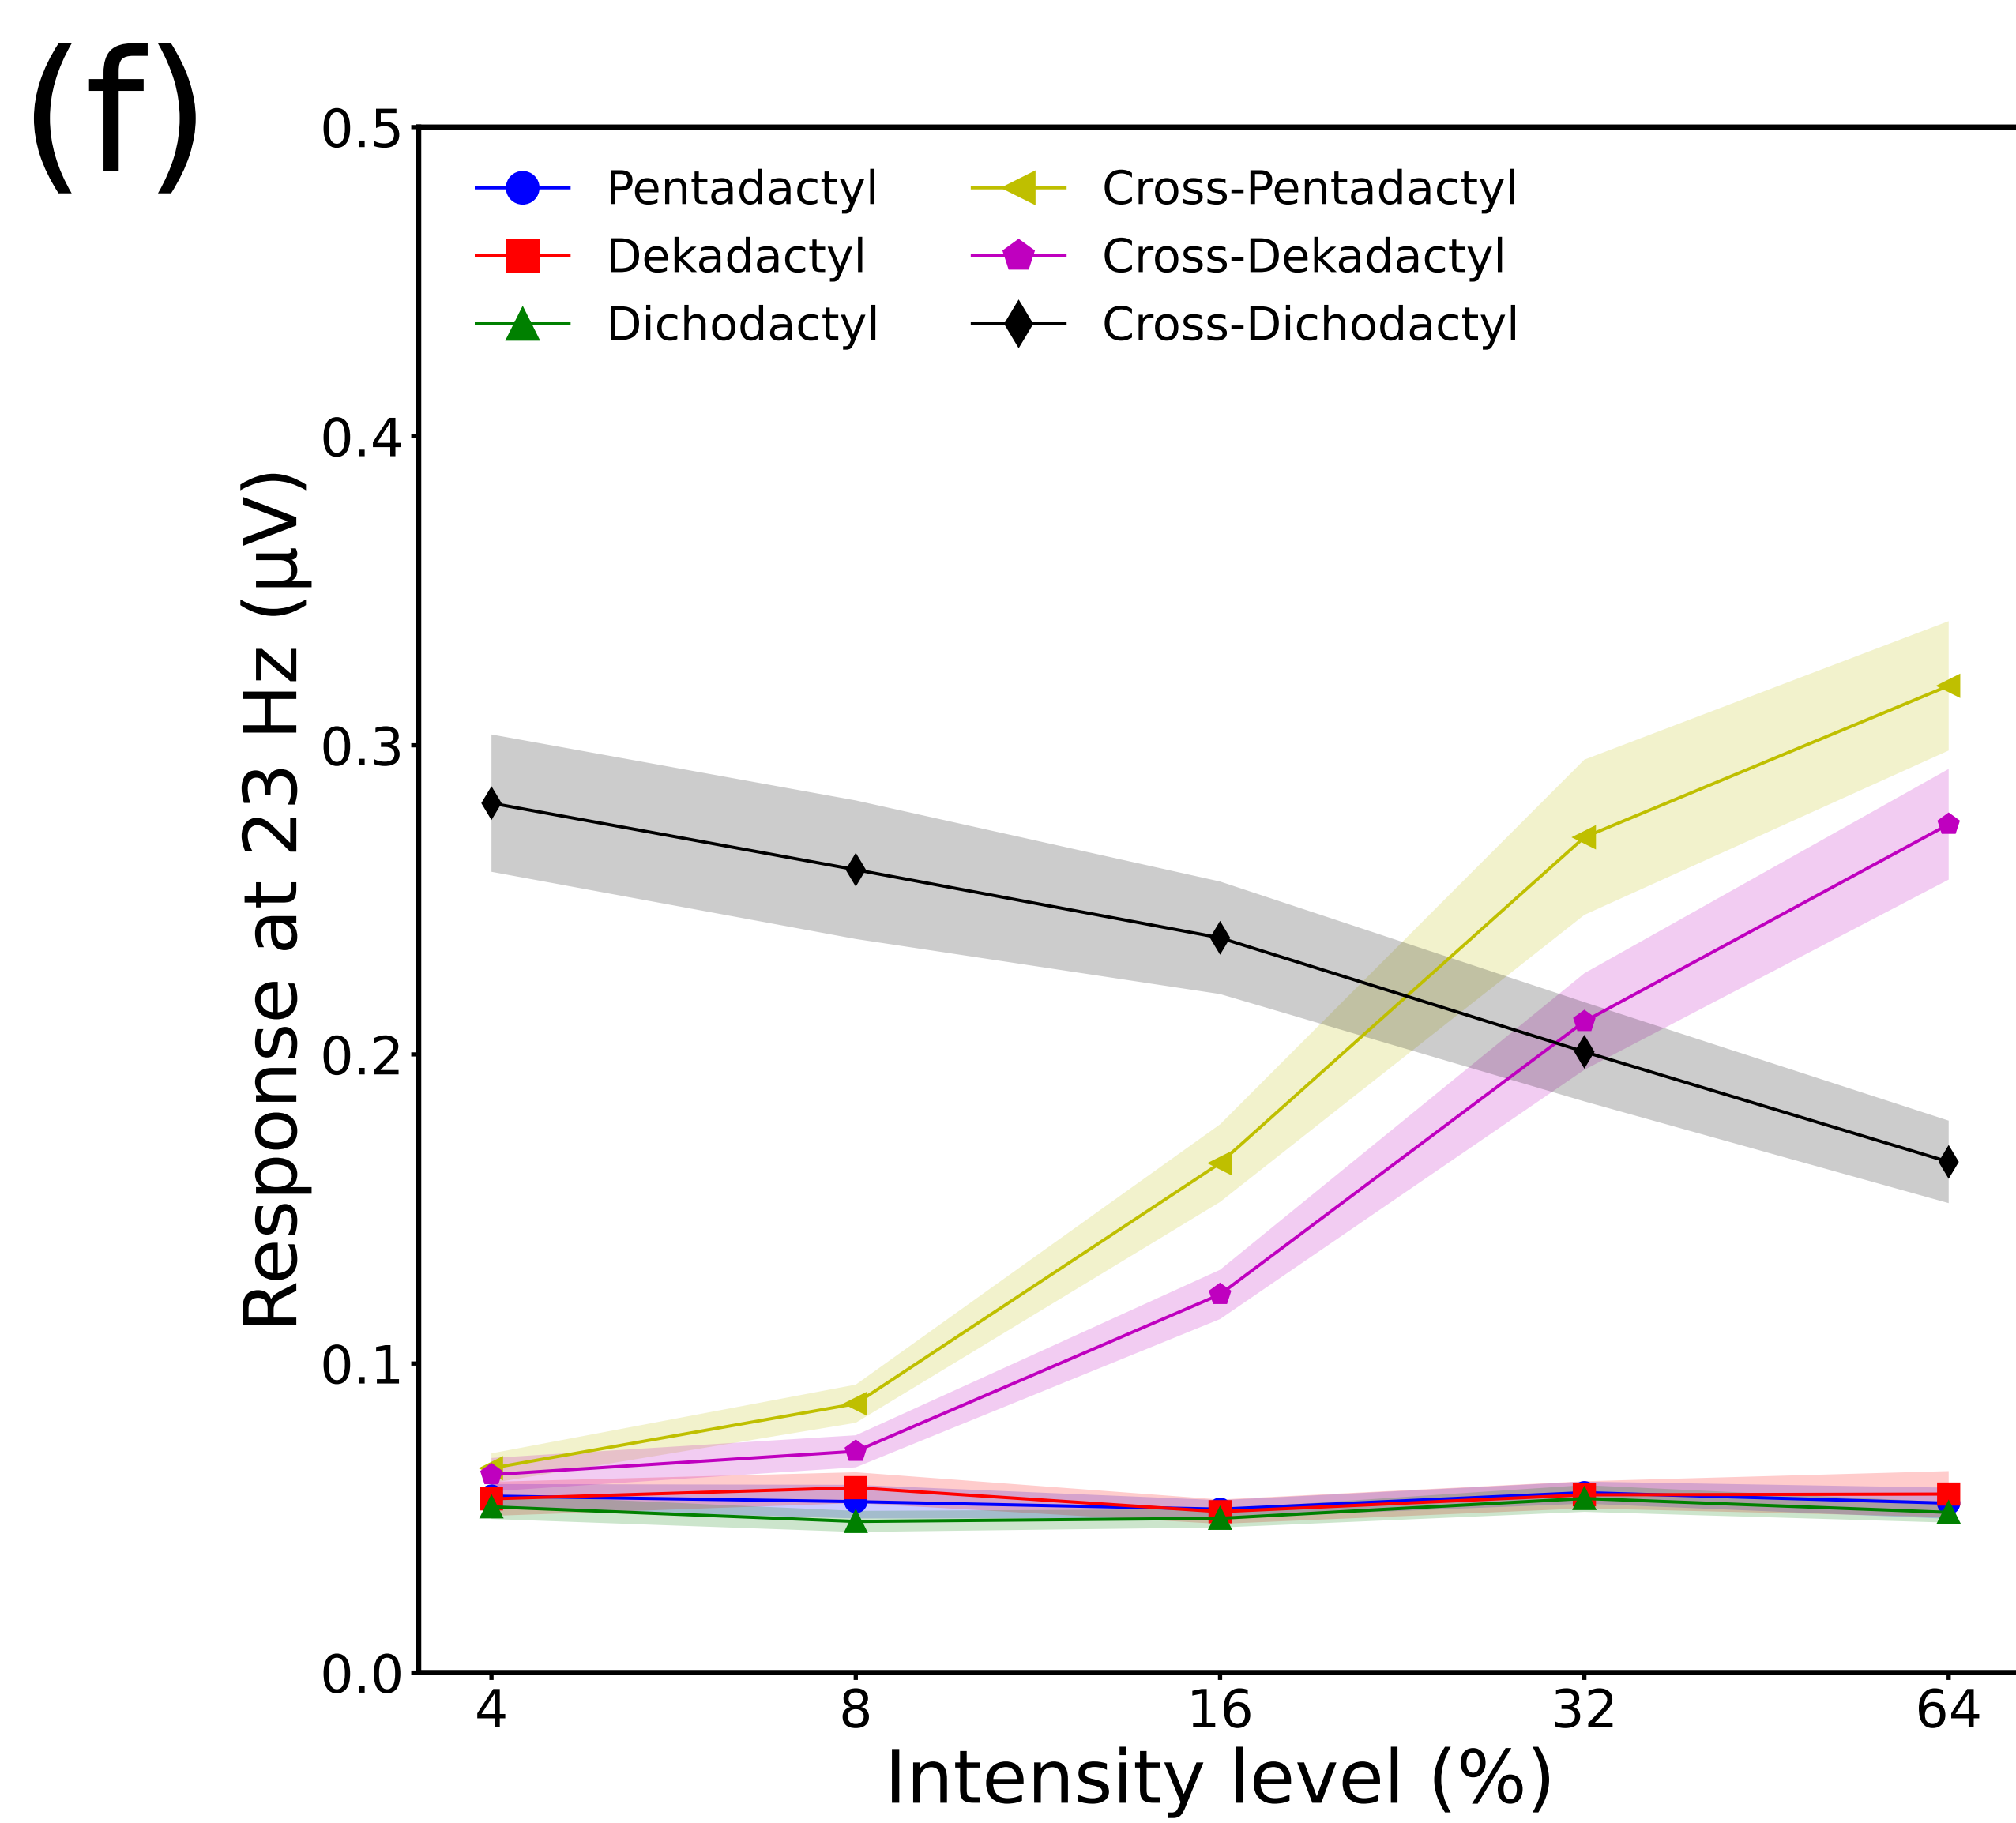 (f)
0.5
Pentadactyl
Cross-Pentadactyl
Dekadactyl
Cross-Dekadactyl
Dichodactyl
Cross-Dichodactyl
0.4
0.3
0.2
0.1
0.0
Response at 23 Hz (µV)
4 8 16 32 64
Intensity level (%)